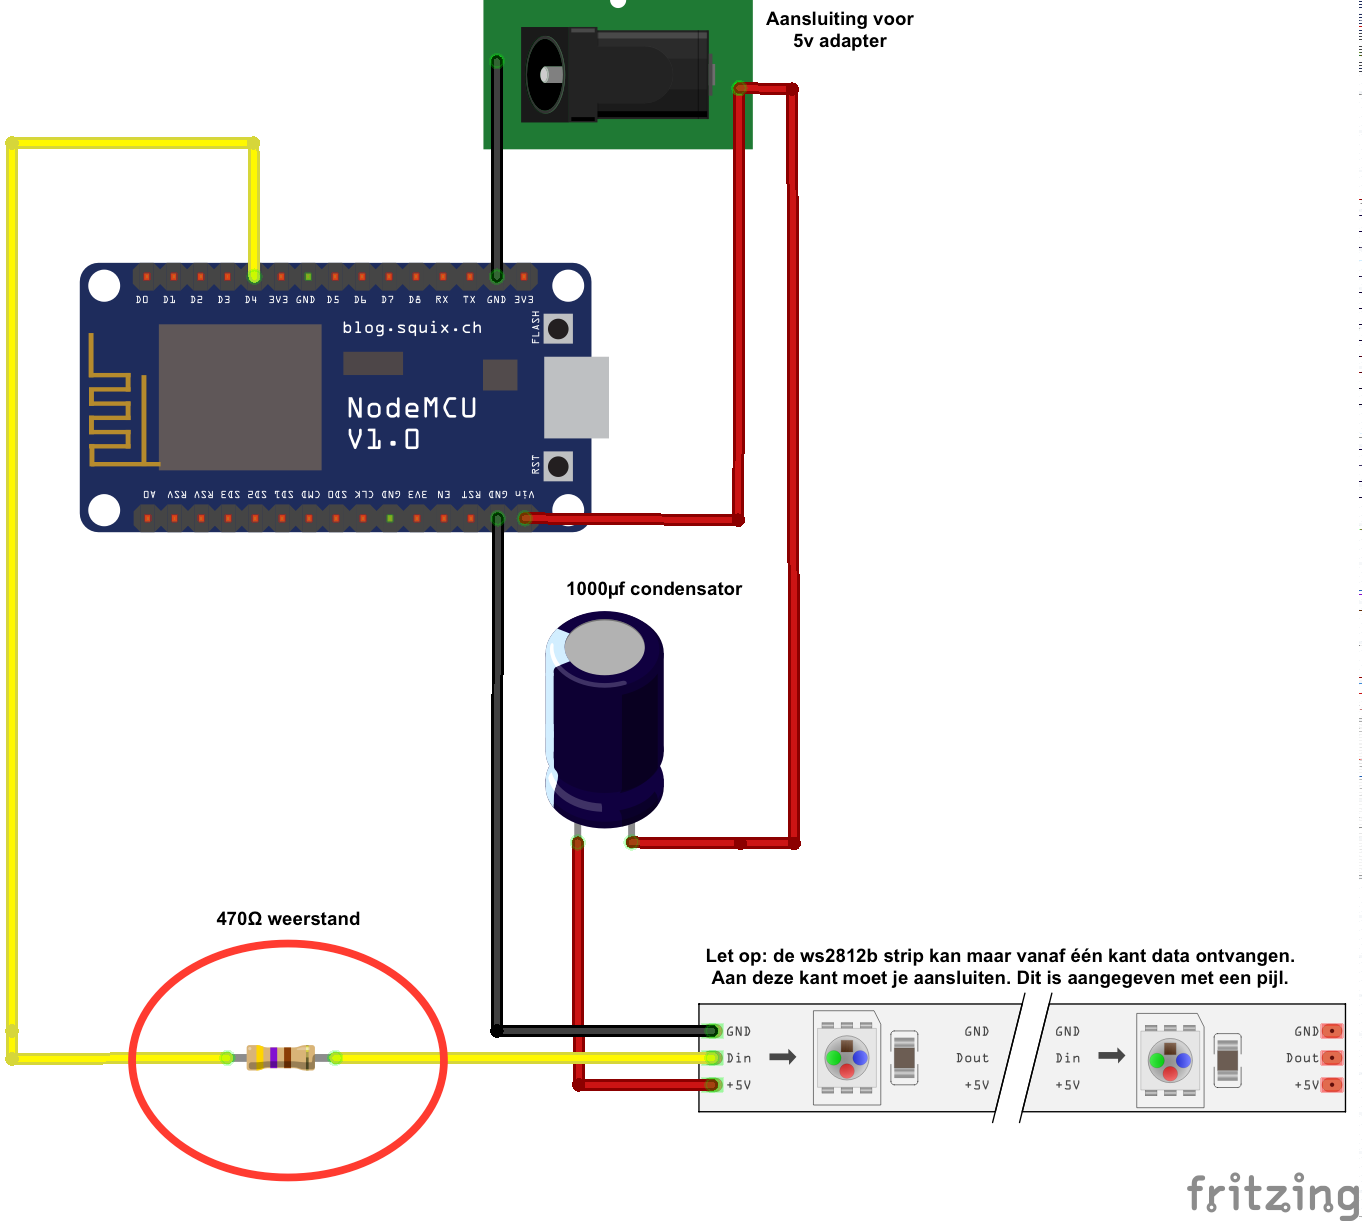 Aansluiting voor
5v adapter
D0 D1 D2 D3 D4 3V3 GND D5 D6 D7 D8 RX TX GND 3V3
blog.squix.ch
FLASH
NodeMCU
V1.0
RST
A0 RSV RSV SD3 SD2 SD1 CMD SD0 CLK GND 3V3 EN RST GND Vin
1000µf condensator
470Ω weerstand
Let op: de ws2812b strip kan maar vanaf één kant data ontvangen.
Aan deze kant moet je aansluiten. Dit is aangegeven met een pijl.
GND GND GND GND
Din Dout Din Dout
+5V +5V +5V +5V
fritzing